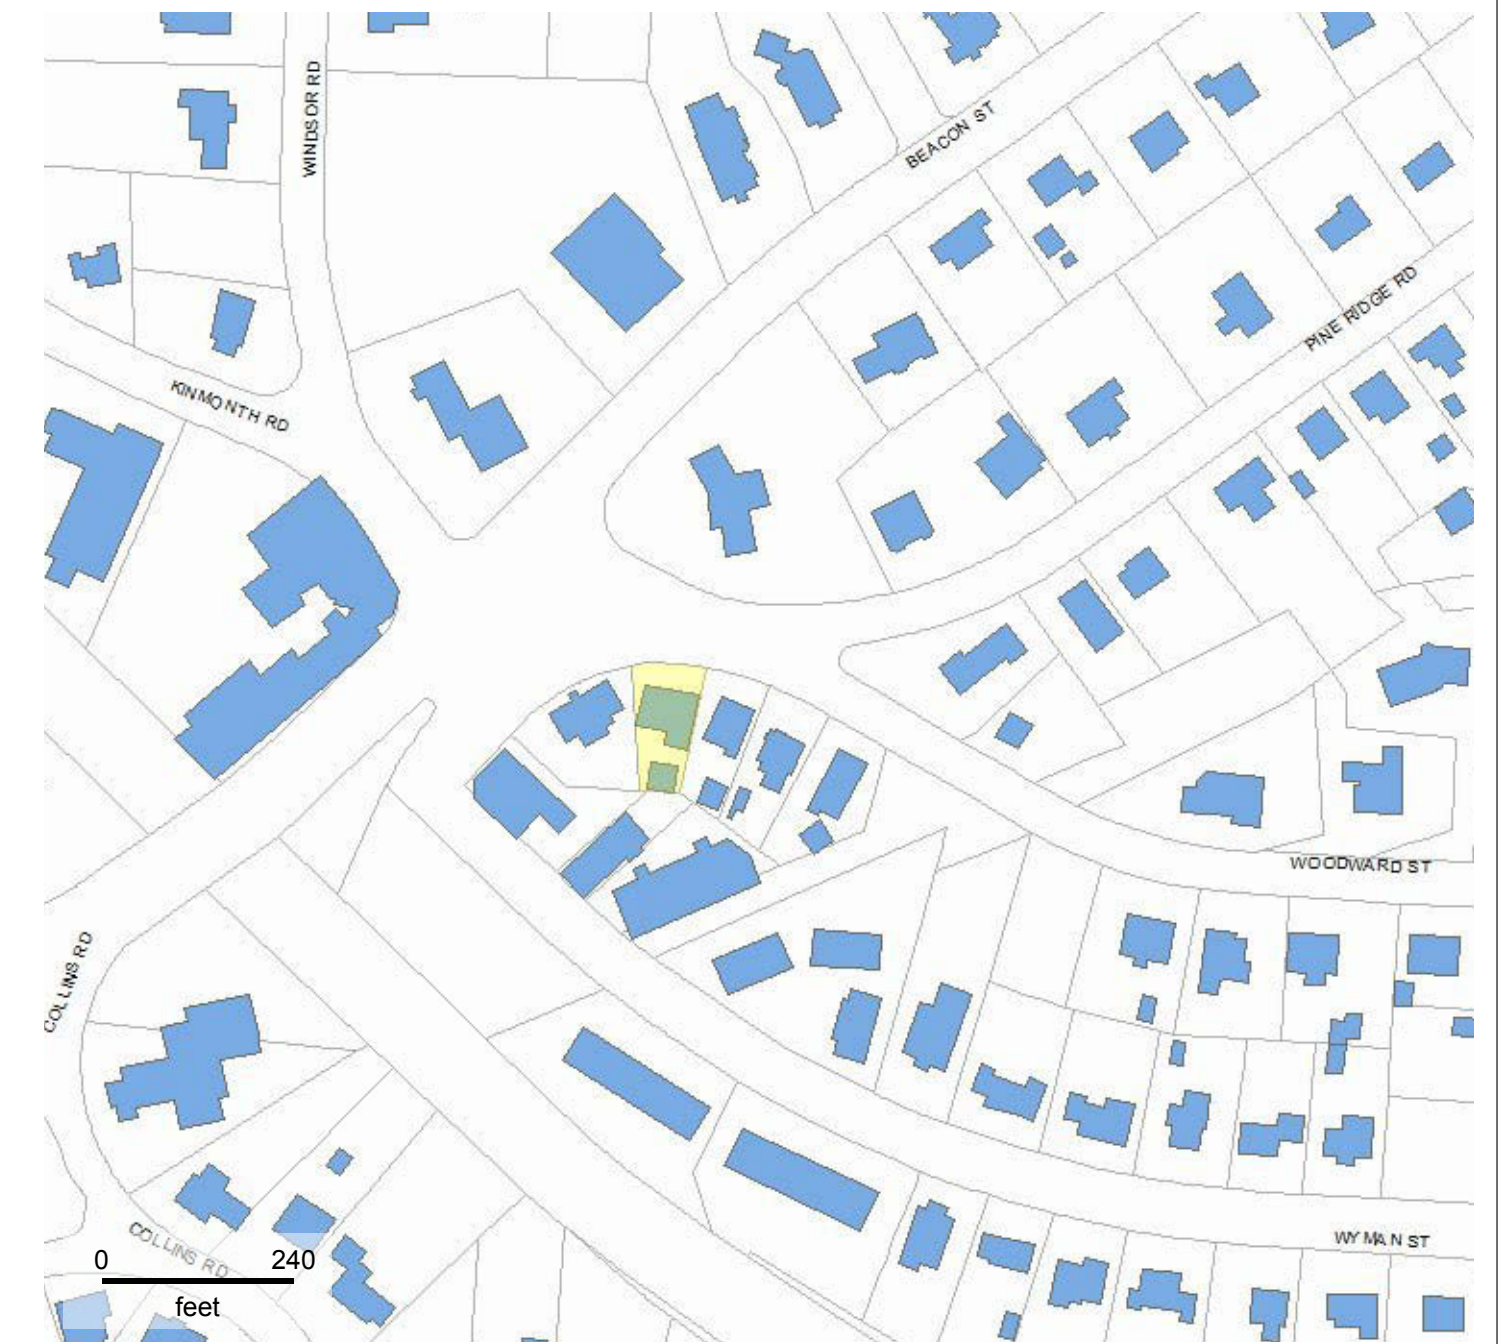 WINDSOR RD
BEACON ST
PINE RIDGE RD
KINMONTH RD
WOODWARD ST
COLLINS RD
COLLINS RD
WYMAN ST
0 240
feet